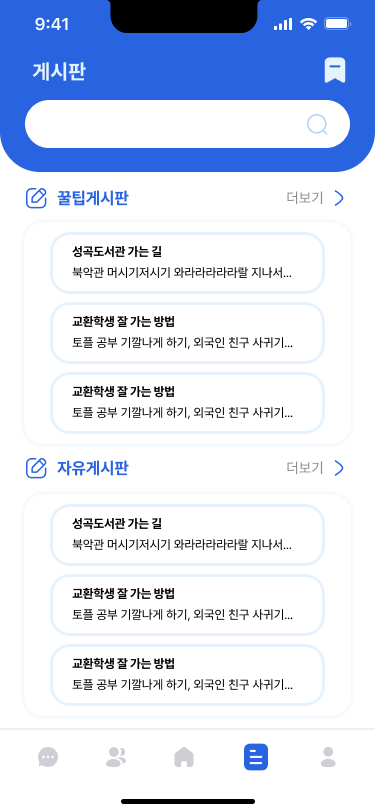 9:41
게시판
꿀팁게시판
더보기
성곡도서관 가는 길
북악관 머시기저시기 와라라라라라랄 지나서...
교환학생 잘 가는 방법
토플 공부 기깔나게 하기, 외국인 친구 사귀기...
교환학생 잘 가는 방법
토플 공부 기깔나게 하기, 외국인 친구 사귀기...
자유게시판
더보기
성곡도서관 가는 길
북악관 머시기저시기 와라라라라라랄 지나서...
교환학생 잘 가는 방법
토플 공부 기깔나게 하기, 외국인 친구 사귀기...
교환학생 잘 가는 방법
토플 공부 기깔나게 하기, 외국인 친구 사귀기...